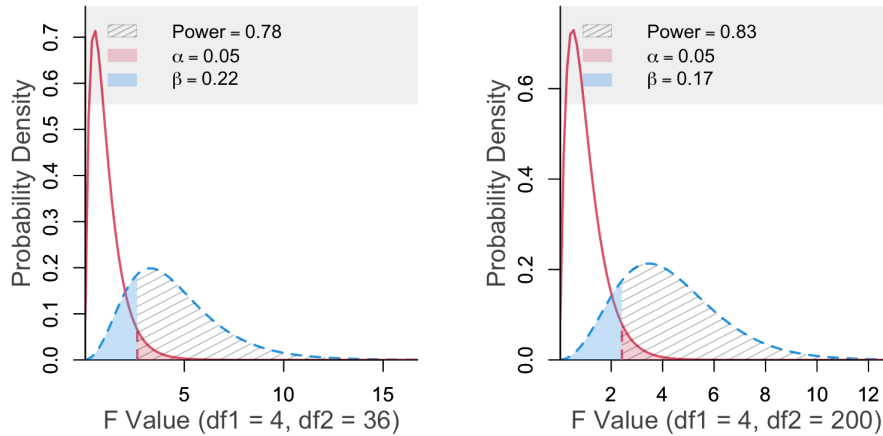 Power = 0.78
α = 0.05
β = 0.22
Probability Density
0.0
0.1
0.2
0.3
0.4
0.5
0.6
0.7
5
10
15
F Value (df1 = 4, df2 = 36)
Power = 0.83
α = 0.05
β = 0.17
Probability Density
0.0
0.2
0.4
0.6
2
4
6
8
10
12
F Value (df1 = 4, df2 = 200)